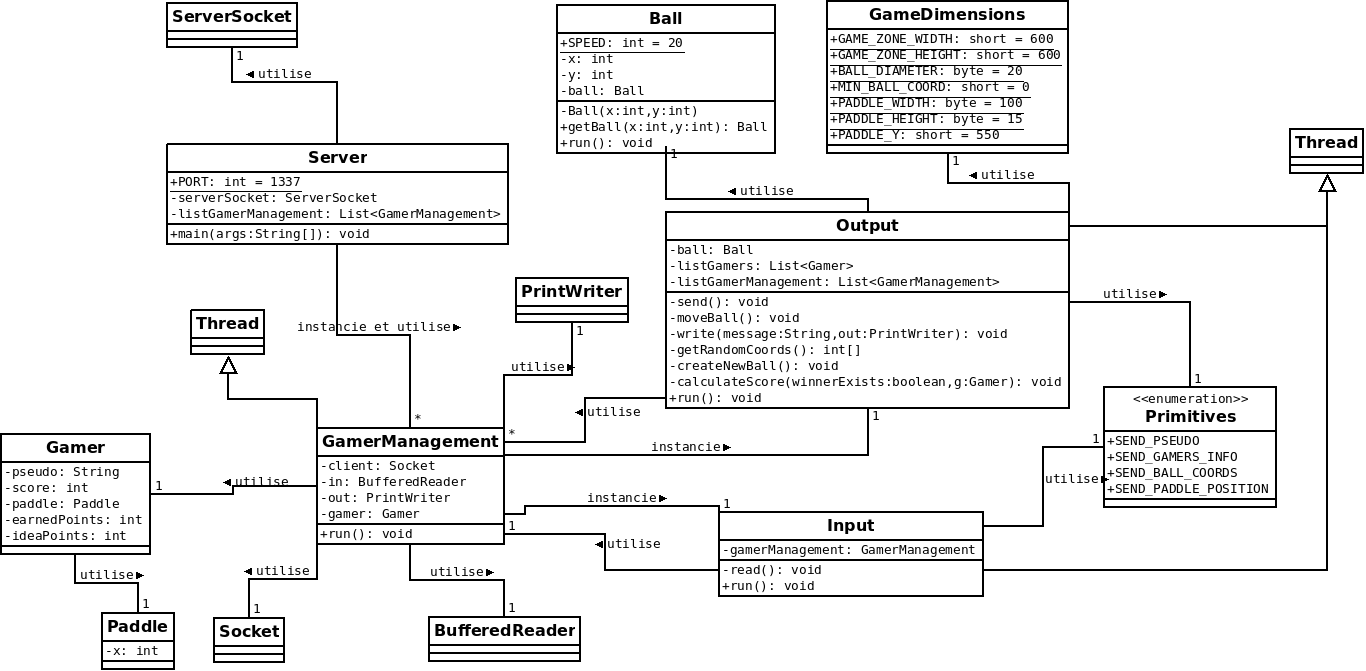 ServerSocket
1
◄ utilise
Server
+PORT: int = 1337
-serverSocket: ServerSocket
-listGamerManagement: List<GamerManagement>
+main(args:String[]): void
instancie et utilise ►
*
Ball
+SPEED: int = 20
-x: int
-y: int
-ball: Ball
-Ball(x:int,y:int)
+getBall(x:int,y:int): Ball
+run(): void
1
◄ utilise
GameDimensions
+GAME_ZONE_WIDTH: short = 600
+GAME_ZONE_HEIGHT: short = 600
+BALL_DIAMETER: byte = 20
+MIN_BALL_COORD: short = 0
+PADDLE_WIDTH: byte = 100
+PADDLE_HEIGHT: byte = 15
+PADDLE_Y: short = 550
1
◄ utilise
Thread
Output
-ball: Ball
-listGamers: List<Gamer>
-listGamerManagement: List<GamerManagement>
-send(): void
-moveBall(): void
-write(message:String,out:PrintWriter): void
-getRandomCoords(): int[]
-createNewBall(): void
-calculateScore(winnerExists:boolean,g:Gamer): void
+run(): void
1
utilise ►
1
PrintWriter
1
utilise ►
◄ utilise
*
instancie ►
Thread
<<enumeration>>
Primitives
+SEND_PSEUDO
+SEND_GAMERS_INFO
+SEND_BALL_COORDS
+SEND_PADDLE_POSITION
1
utilise ►
GamerManagement
-client: Socket
-in: BufferedReader
-out: PrintWriter
-gamer: Gamer
+run(): void
Gamer
-pseudo: String
-score: int
-paddle: Paddle
-earnedPoints: int
-ideaPoints: int
1
◄ utilise
instancie ►
1
1
◄ utilise
Input
-gamerManagement: GamerManagement
-read(): void
+run(): void
utilise ►
1
Paddle
-x: int
◄ utilise
1
Socket
utilise ►
1
BufferedReader